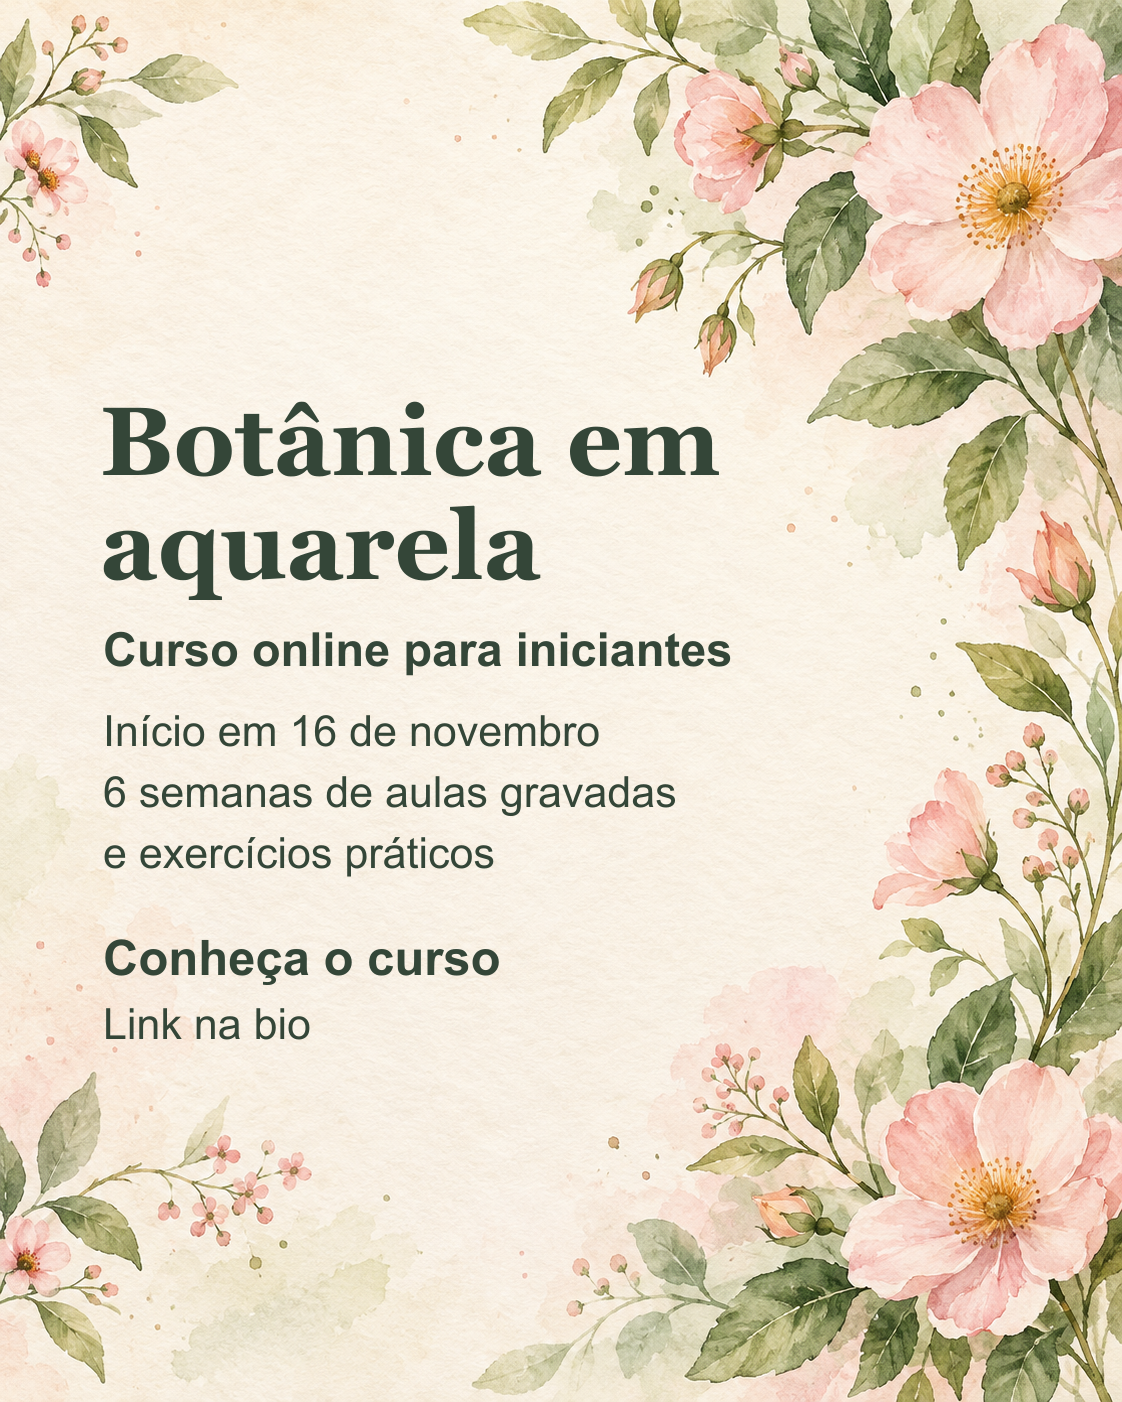 Botânica em
aquarela
Curso online para iniciantes
Início em 16 de novembro
6 semanas de aulas gravadas
e exercícios práticos
Conheça o curso
Link na bio